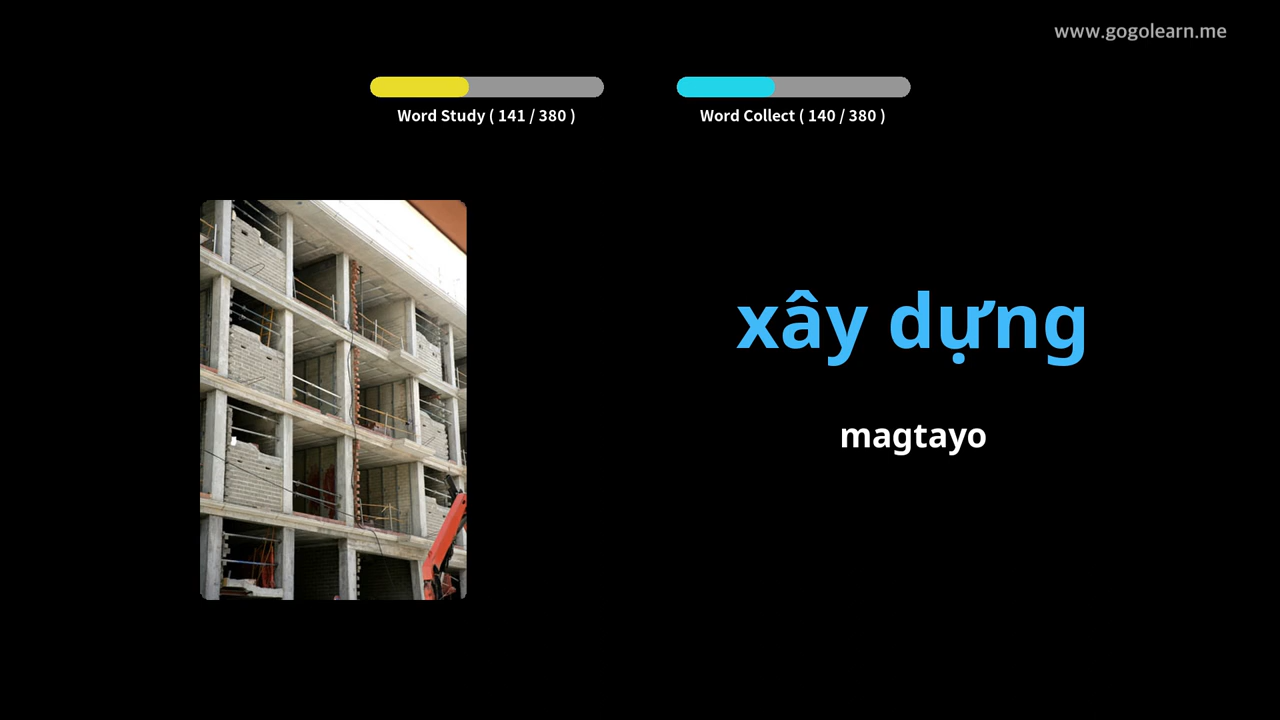 www.gogolearn.me
Word Study ( 141 / 380 )
Word Collect ( 140 / 380 )
xây dựng
magtayo